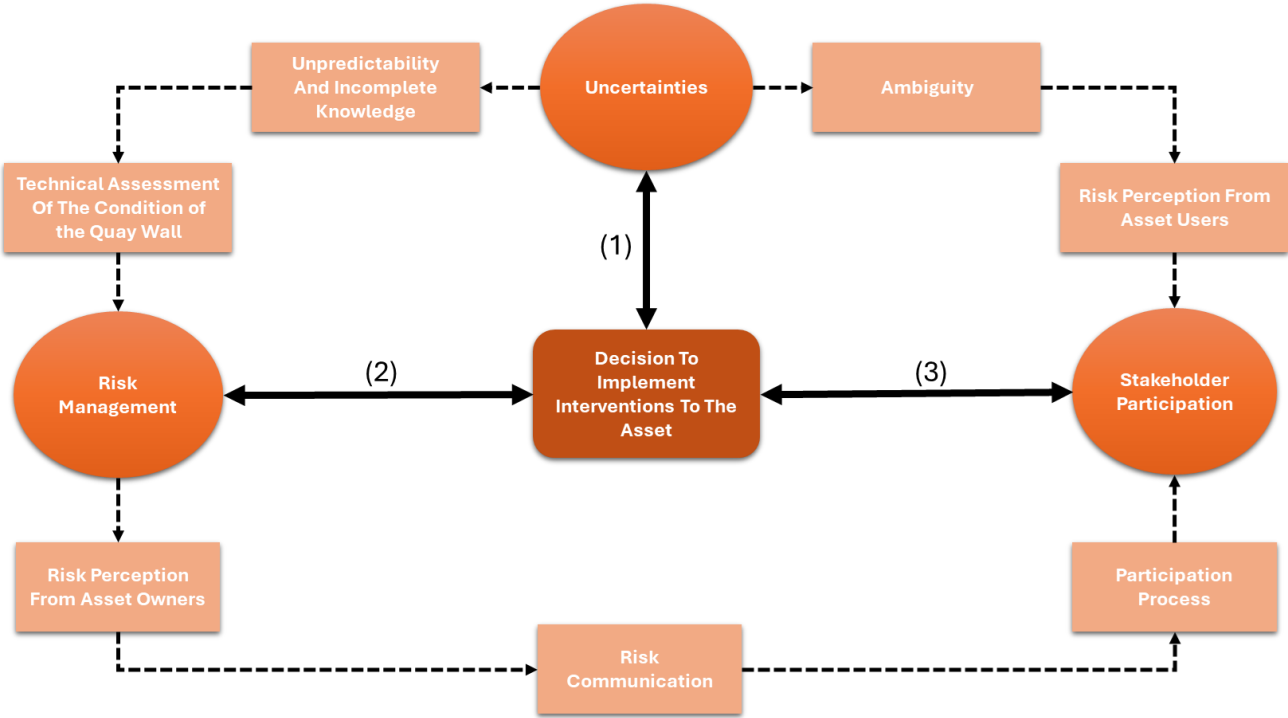 Unpredictability
And Incomplete
Knowledge
Uncertainties
Ambiguity
Technical Assessment
Of The Condition of
the Quay Wall
Risk Perception From
Asset Users
(1)
Risk
Management
(2)
Decision To
Implement
Interventions To The
Asset
(3)
Stakeholder
Participation
Risk Perception
From Asset Owners
Participation
Process
Risk
Communication